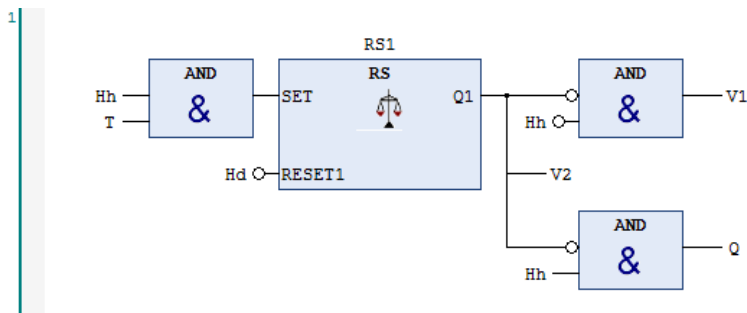 1
RS1
AND
RS
AND
Hh
&
SET
Q1
&
V1
T
Hh
Hd
RESET1
V2
AND
&
Q
Hh